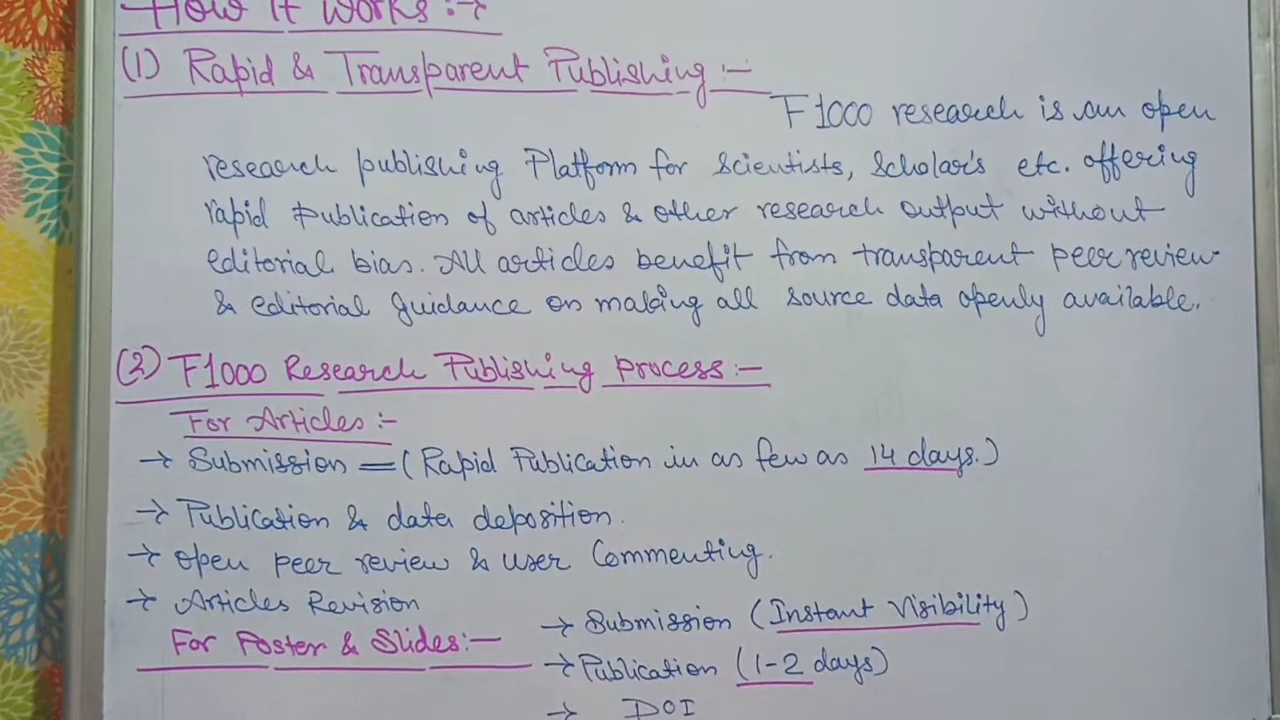 How it works:→
(1) Rapid & Transparent Publishing:—
F1000 research is an open
research publishing Platform for Scientists, Scholar's etc. offering
rapid Publication of articles & other research output without
editorial bias. All articles benefit from transparent peer review
& editorial guidance on making all source data openly available.
(2) F1000 Research Publishing Process:—
For Articles:—
→ Submission = (Rapid Publication in as few as 14 days.)
→ Publication & data deposition.
→ open peer review & user Commenting.
→ Articles Revision
For Poster & Slides:—
→ Submission (Instant Visibility)
→ Publication (1-2 days)
→ DOI